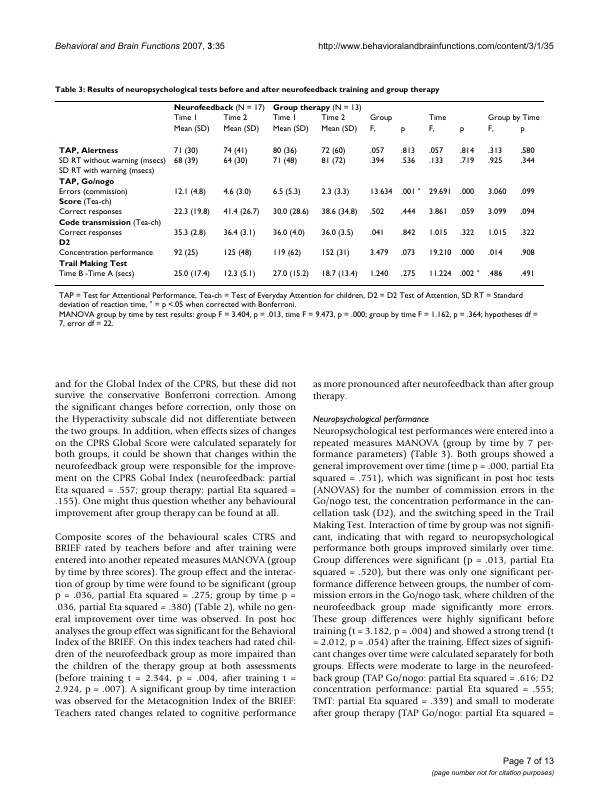 Behavioral and Brain Functions 2007, 3:35 http://www.behavioralandbrainfunctions.com/content/3/1/35
Table 3: Results of neuropsychological tests before and after neurofeedback training and group therapy
Neurofeedback (N = 17) Group therapy (N = 13)
Time 1 Time 2 Time 1 Time 2 Group Time Group by Time
Mean (SD) Mean (SD) Mean (SD) Mean (SD) F, p F, p F, p
TAP, Alertness 71 (30) 74 (41) 80 (36) 72 (60) .057 .813 .057 .814 .313 .580
SD RT without warning (msecs) 68 (39) 64 (30) 71 (48) 81 (72) .394 .536 .133 .719 .925 .344
SD RT with warning (msecs)
TAP, Go/nogo
Errors (commission) 12.1 (4.8) 4.6 (3.0) 6.5 (5.3) 2.3 (3.3) 13.634 .001 * 29.691 .000 3.060 .099
Score (Tea-ch)
Correct responses 22.3 (19.8) 41.4 (26.7) 30.0 (28.6) 38.6 (34.8) .502 .444 3.861 .059 3.099 .094
Code transmission (Tea-ch)
Correct responses 35.3 (2.8) 36.4 (3.1) 36.0 (4.0) 36.0 (3.5) .041 .842 1.015 .322 1.015 .322
D2
Concentration performance 92 (25) 125 (48) 119 (62) 152 (31) 3.479 .073 19.210 .000 .014 .908
Trail Making Test
Time B -Time A (secs) 25.0 (17.4) 12.3 (5.1) 27.0 (15.2) 18.7 (13.4) 1.240 .275 11.224 .002 * .486 .491
TAP = Test for Attentional Performance, Tea-ch = Test of Everyday Attention for children, D2 = D2 Test of Attention, SD RT = Standard
deviation of reaction time, * = p <.05 when corrected with Bonferroni.
MANOVA group by time by test results: group F = 3.404, p = .013, time F = 9.473, p = .000; group by time F = 1.162, p = .364; hypotheses df =
7, error df = 22.
and for the Global Index of the CPRS, but these did not
survive the conservative Bonferroni correction. Among
the significant changes before correction, only those on
the Hyperactivity subscale did not differentiate between
the two groups. In addition, when effects sizes of changes
on the CPRS Global Score were calculated separately for
both groups, it could be shown that changes within the
neurofeedback group were responsible for the improve-
ment on the CPRS Gobal Index (neurofeedback: partial
Eta squared = .557; group therapy: partial Eta squared =
.155). One might thus question whether any behavioural
improvement after group therapy can be found at all.
Composite scores of the behavioural scales CTRS and
BRIEF rated by teachers before and after training were
entered into another repeated measures MANOVA (group
by time by three scores). The group effect and the interac-
tion of group by time were found to be significant (group
p = .036, partial Eta squared = .275; group by time p =
.036, partial Eta squared = .380) (Table 2), while no gen-
eral improvement over time was observed. In post hoc
analyses the group effect was significant for the Behavioral
Index of the BRIEF. On this index teachers had rated chil-
dren of the neurofeedback group as more impaired than
the children of the therapy group at both assessments
(before training t = 2.344, p = .004, after training t =
2.924, p = .007). A significant group by time interaction
was observed for the Metacognition Index of the BRIEF:
Teachers rated changes related to cognitive performance
as more pronounced after neurofeedback than after group
therapy.
Neuropsychological performance
Neuropsychological test performances were entered into a
repeated measures MANOVA (group by time by 7 per-
formance parameters) (Table 3). Both groups showed a
general improvement over time (time p = .000, partial Eta
squared = .751), which was significant in post hoc tests
(ANOVAS) for the number of commission errors in the
Go/nogo test, the concentration performance in the can-
cellation task (D2), and the switching speed in the Trail
Making Test. Interaction of time by group was not signifi-
cant, indicating that with regard to neuropsychological
performance both groups improved similarly over time.
Group differences were significant (p = .013, partial Eta
squared = .520), but there was only one significant per-
formance difference between groups, the number of com-
mission errors in the Go/nogo task, where children of the
neurofeedback group made significantly more errors.
These group differences were highly significant before
training (t = 3.182, p = .004) and showed a strong trend (t
= 2.012, p = .054) after the training. Effect sizes of signifi-
cant changes over time were calculated separately for both
groups. Effects were moderate to large in the neurofeed-
back group (TAP Go/nogo: partial Eta squared = .616; D2
concentration performance: partial Eta squared = .555;
TMT: partial Eta squared = .339) and small to moderate
after group therapy (TAP Go/nogo: partial Eta squared =
Page 7 of 13
(page number not for citation purposes)